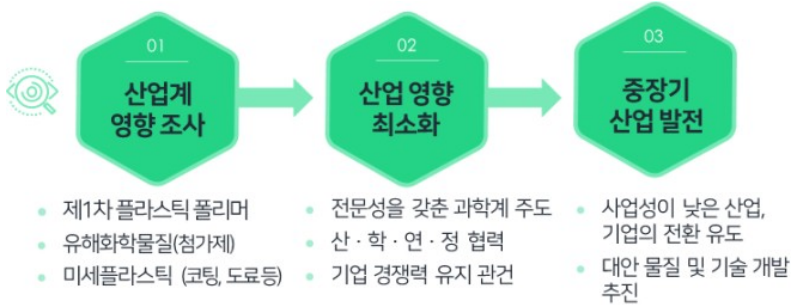 01
산업계
영향 조사
02
산업 영향
최소화
03
중장기
산업 발전
• 제1차 플라스틱 폴리머
• 유해화학물질(첨가제)
• 미세플라스틱 (코팅, 도료등)
• 전문성을 갖춘 과학계 주도
• 산·학·연·정 협력
• 기업 경쟁력 유지 관건
• 사업성이 낮은 산업,
기업의 전환 유도
• 대안 물질 및 기술 개발
추진